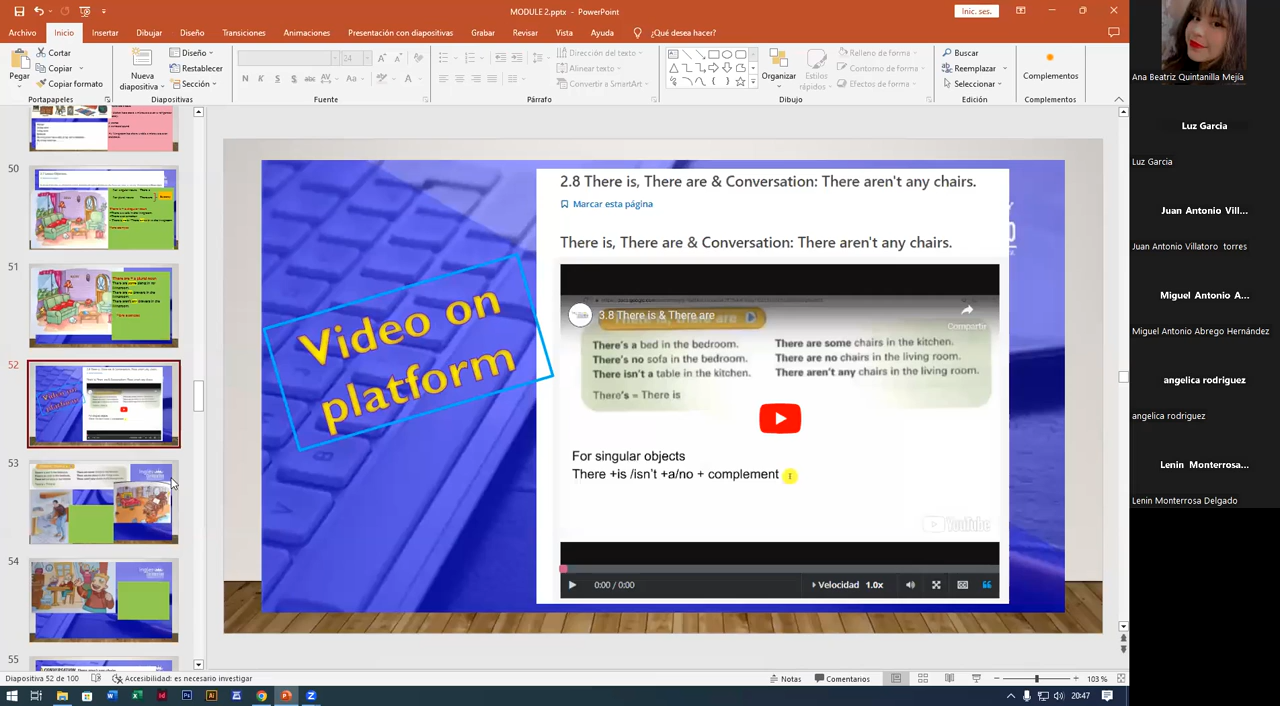 MODULE 2.pptx — PowerPoint
Inic. ses.
Archivo Inicio Insertar Dibujar Diseño Transiciones Animaciones Presentación con diapositivas Grabar Revisar Vista Ayuda ¿Qué desea hacer?
Pegar
Cortar
Copiar
Copiar formato
Portapapeles
Nueva diapositiva
Diseño
Restablecer
Sección
Diapositivas
24
N K S S abc AV Aa A
Fuente
Dirección del texto
Alinear texto
Convertir a SmartArt
Párrafo
Organizar
Estilos rápidos
Relleno de forma
Contorno de forma
Efectos de forma
Dibujo
Buscar
Reemplazar
Seleccionar
Edición
Complementos
Complementos
50
51
52
53
54
55
2.8 There is, There are & Conversation: There aren't any chairs.
Marcar esta página
There is, There are & Conversation: There aren't any chairs.
Video on
platform
3.8 There is & There are
Compartir
There's a bed in the bedroom.
There's no sofa in the bedroom.
There isn't a table in the kitchen.
There's = There is
There are some chairs in the kitchen.
There are no chairs in the living room.
There aren't any chairs in the living room.
For singular objects
There +is /isn't +a/no + complement
YouTube
0:00 / 0:00
Velocidad 1.0x
Ana Beatriz Quintanilla Mejía
Luz Garcia
Luz Garcia
Juan Antonio Vill...
Juan Antonio Villatoro torres
Miguel Antonio A...
Miguel Antonio Abrego Hernández
angelica rodriguez
angelica rodriguez
Lenin Monterrosa...
Lenin Monterrosa Delgado
Diapositiva 52 de 100
Accesibilidad: es necesario investigar
Notas
Comentarios
103 %
20:47